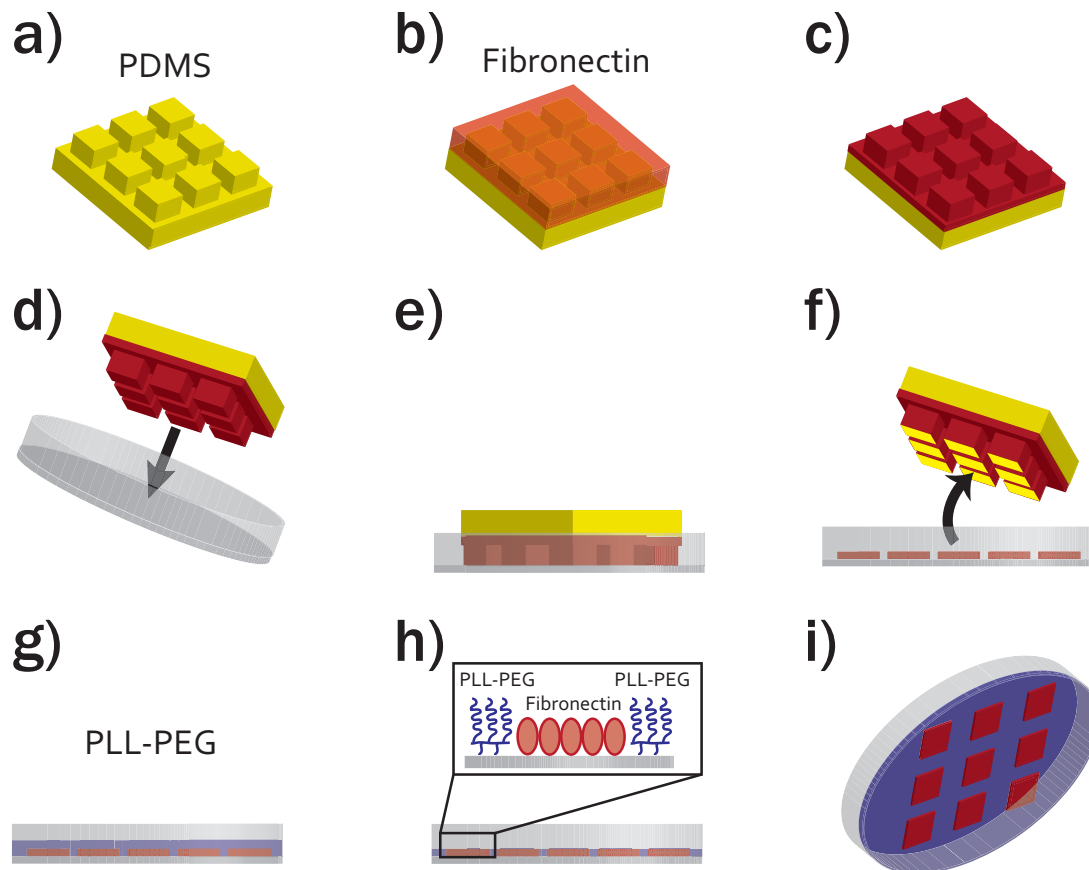 a)
PDMS
b)
Fibronectin
c)
d)
e)
f)
g)
PLL-PEG
h)
PLL-PEG
PLL-PEG
Fibronectin
i)